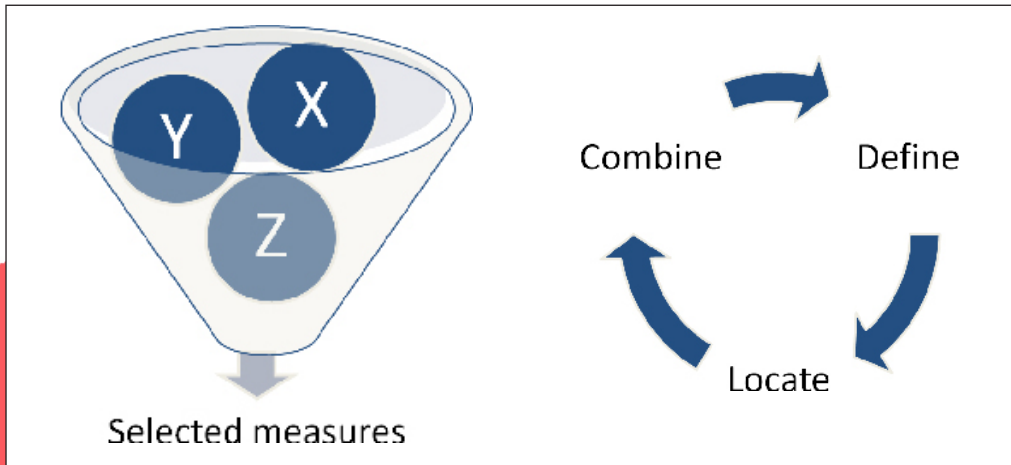 X
Y
Z
Selected measures
Combine
Define
Locate